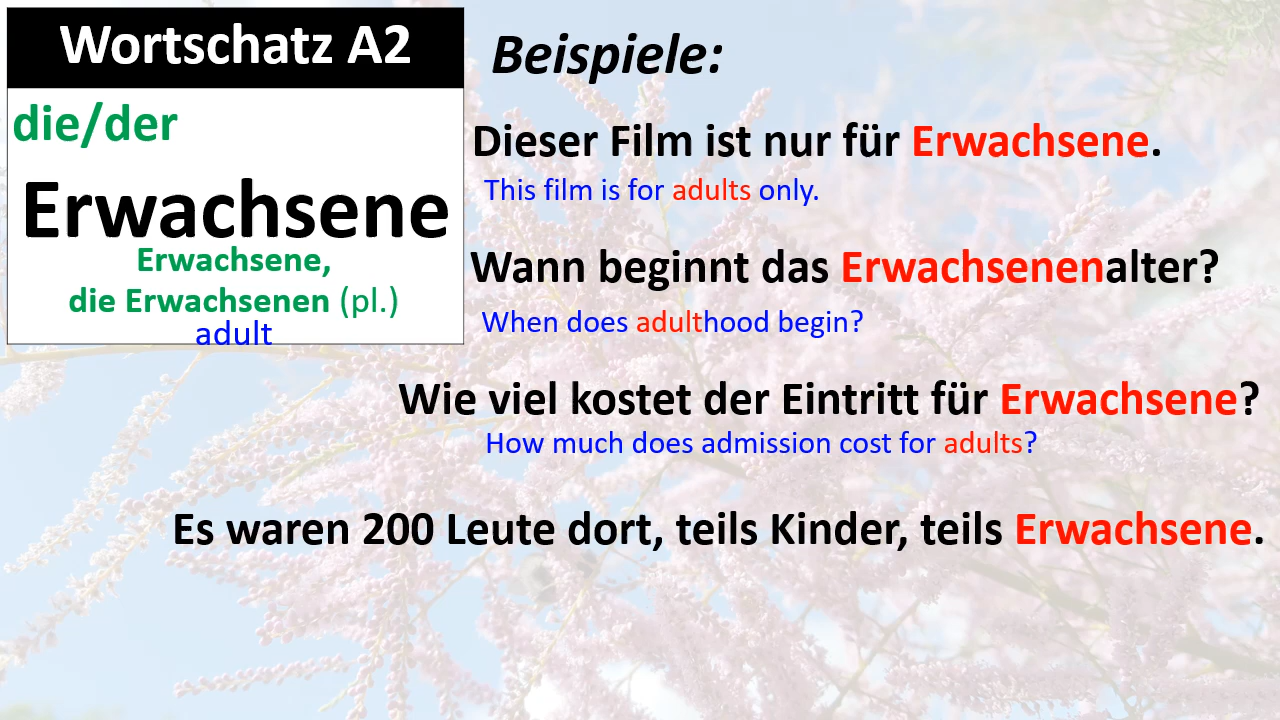 Wortschatz A2
die/der
Erwachsene
Erwachsene,
die Erwachsenen (pl.)
adult
Beispiele:
Dieser Film ist nur für Erwachsene.
This film is for adults only.
Wann beginnt das Erwachsenenalter?
When does adulthood begin?
Wie viel kostet der Eintritt für Erwachsene?
How much does admission cost for adults?
Es waren 200 Leute dort, teils Kinder, teils Erwachsene.